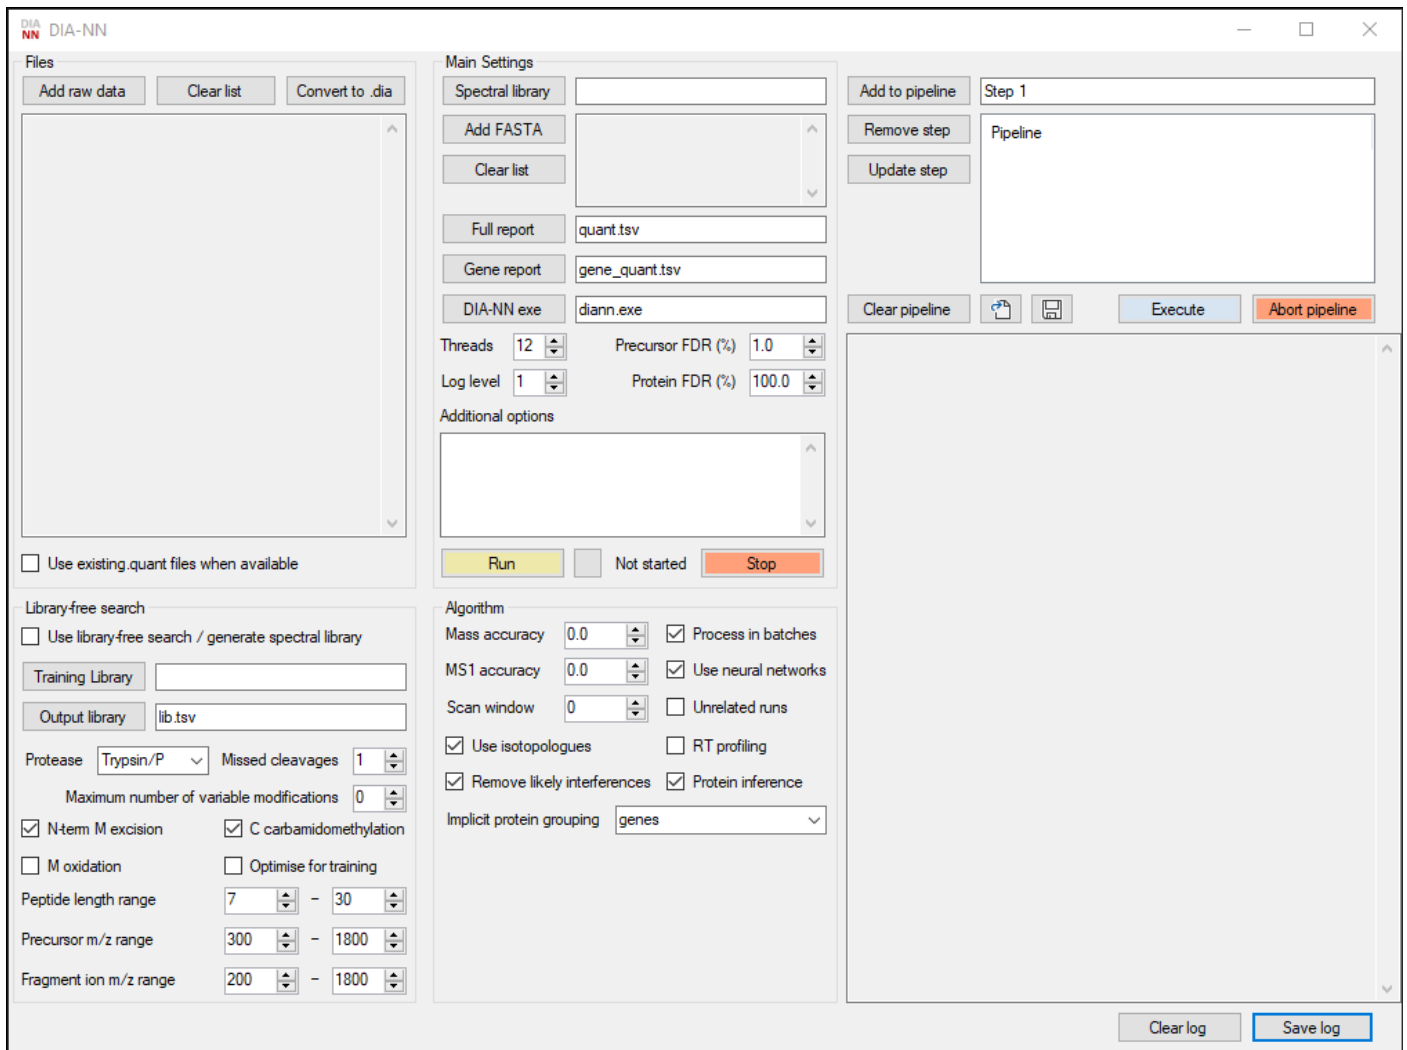 DIA
NN DIA-NN
Files
Add raw data Clear list Convert to .dia
Use existing.quant files when available
Main Settings
Spectral library
Add FASTA
Clear list
Full report quant.tsv
Gene report gene_quant.tsv
DIA-NN exe diann.exe
Threads 12 Precursor FDR (%) 1.0
Log level 1 Protein FDR (%) 100.0
Additional options
Run Not started Stop
Add to pipeline Step 1
Remove step Pipeline
Update step
Clear pipeline Execute Abort pipeline
Library-free search
Use library-free search / generate spectral library
Training Library
Output library lib.tsv
Protease Trypsin/P Missed cleavages 1
Maximum number of variable modifications 0
N-term M excision C carbamidomethylation
M oxidation Optimise for training
Peptide length range 7 - 30
Precursor m/z range 300 - 1800
Fragment ion m/z range 200 - 1800
Algorithm
Mass accuracy 0.0 Process in batches
MS1 accuracy 0.0 Use neural networks
Scan window 0 Unrelated runs
Use isotopologues RT profiling
Remove likely interferences Protein inference
Implicit protein grouping genes
Clear log Save log